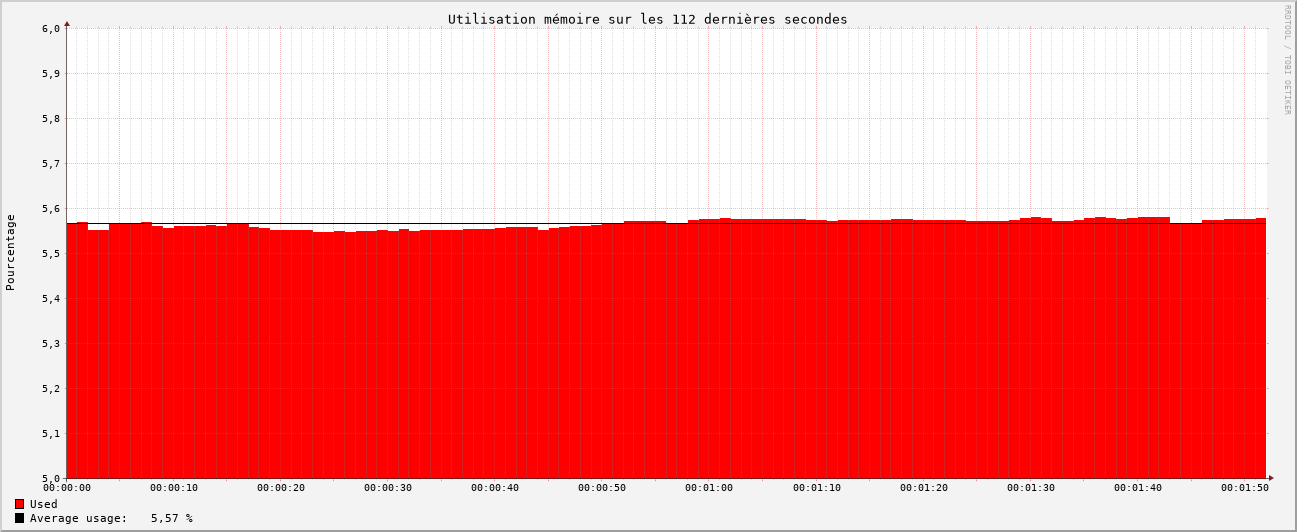 Utilisation mémoire sur les 112 dernières secondes
RRDTOOL / TOBI OETIKER
Pourcentage
6,0
5,9
5,8
5,7
5,6
5,5
5,4
5,3
5,2
5,1
5,0
00:00:00 00:00:10 00:00:20 00:00:30 00:00:40 00:00:50 00:01:00 00:01:10 00:01:20 00:01:30 00:01:40 00:01:50
Used
Average usage: 5,57 %